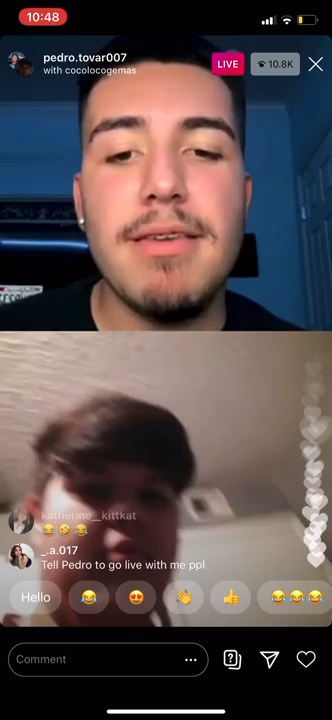 10:48
pedro.tovar007
with cocolocogemas
LIVE
10.8K
katherine__kittkat
😂🤣😂
_.a.017
Tell Pedro to go live with me ppl
Hello 😂 😍 👋 👍 😂😂😂
Comment